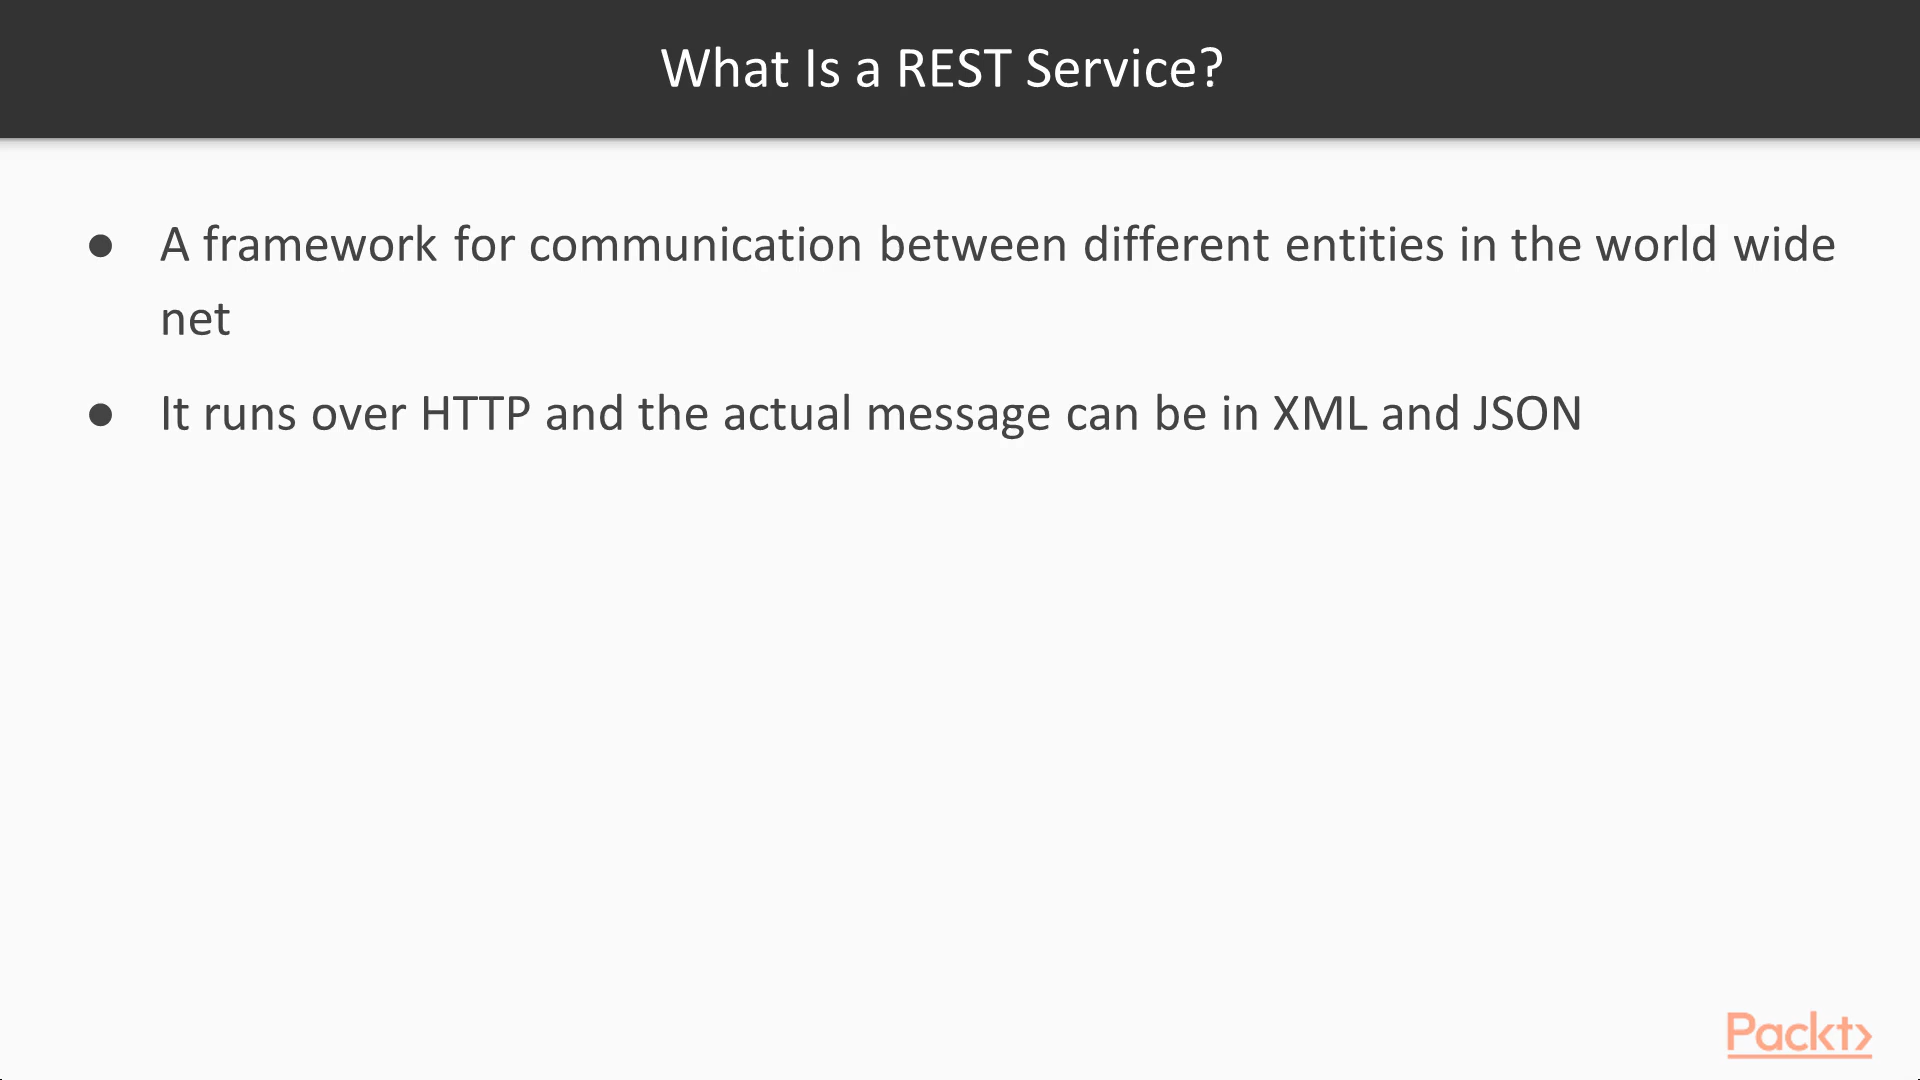 What Is a REST Service?
● A framework for communication between different entities in the world wide
net
● It runs over HTTP and the actual message can be in XML and JSON
Packt>